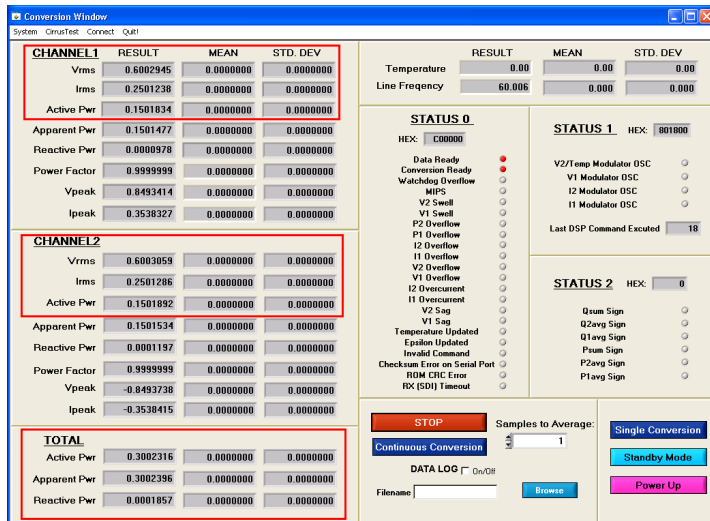 Conversion Window
System CirrusTest Connect Quit!
CHANNEL1 RESULT MEAN STD. DEV
Vrms 0.6002945 0.0000000 0.0000000
Irms 0.2501238 0.0000000 0.0000000
Active Pwr 0.1501834 0.0000000 0.0000000
Apparent Pwr 0.1501477 0.0000000 0.0000000
Reactive Pwr 0.0000978 0.0000000 0.0000000
Power Factor 0.9999999 0.0000000 0.0000000
Vpeak 0.8493414 0.0000000 0.0000000
Ipeak 0.3538327 0.0000000 0.0000000
CHANNEL2
Vrms 0.6003059 0.0000000 0.0000000
Irms 0.2501286 0.0000000 0.0000000
Active Pwr 0.1501892 0.0000000 0.0000000
Apparent Pwr 0.1501534 0.0000000 0.0000000
Reactive Pwr 0.0001197 0.0000000 0.0000000
Power Factor 0.9999999 0.0000000 0.0000000
Vpeak -0.8493738 0.0000000 0.0000000
Ipeak -0.3538415 0.0000000 0.0000000
TOTAL
Active Pwr 0.3002316 0.0000000 0.0000000
Apparent Pwr 0.3002396 0.0000000 0.0000000
Reactive Pwr 0.0001857 0.0000000 0.0000000
RESULT MEAN STD. DEV
Temperature 0.00 0.00 0.00
Line Freqency 60.006 0.000 0.000
STATUS 0
HEX: C00000
Data Ready
Conversion Ready
Watchdog Overflow
MIPS
V2 Swell
V1 Swell
P2 Overflow
P1 Overflow
I2 Overflow
I1 Overflow
V2 Overflow
V1 Overflow
I2 Overcurrent
I1 Overcurrent
V2 Sag
V1 Sag
Temperature Updated
Epsilon Updated
Invalid Command
Checksum Error on Serial Port
ROM CRC Error
RX (SDI) Timeout
STATUS 1 HEX: 801800
V2/Temp Modulator OSC
V1 Modulator OSC
I2 Modulator OSC
I1 Modulator OSC
Last DSP Command Excuted 18
STATUS 2 HEX: 0
Qsum Sign
Q2avg Sign
Q1avg Sign
Psum Sign
P2avg Sign
P1avg Sign
STOP
Samples to Average:
1
Continuous Conversion
DATA LOG On/Off
Filename
Browse
Single Conversion
Standby Mode
Power Up